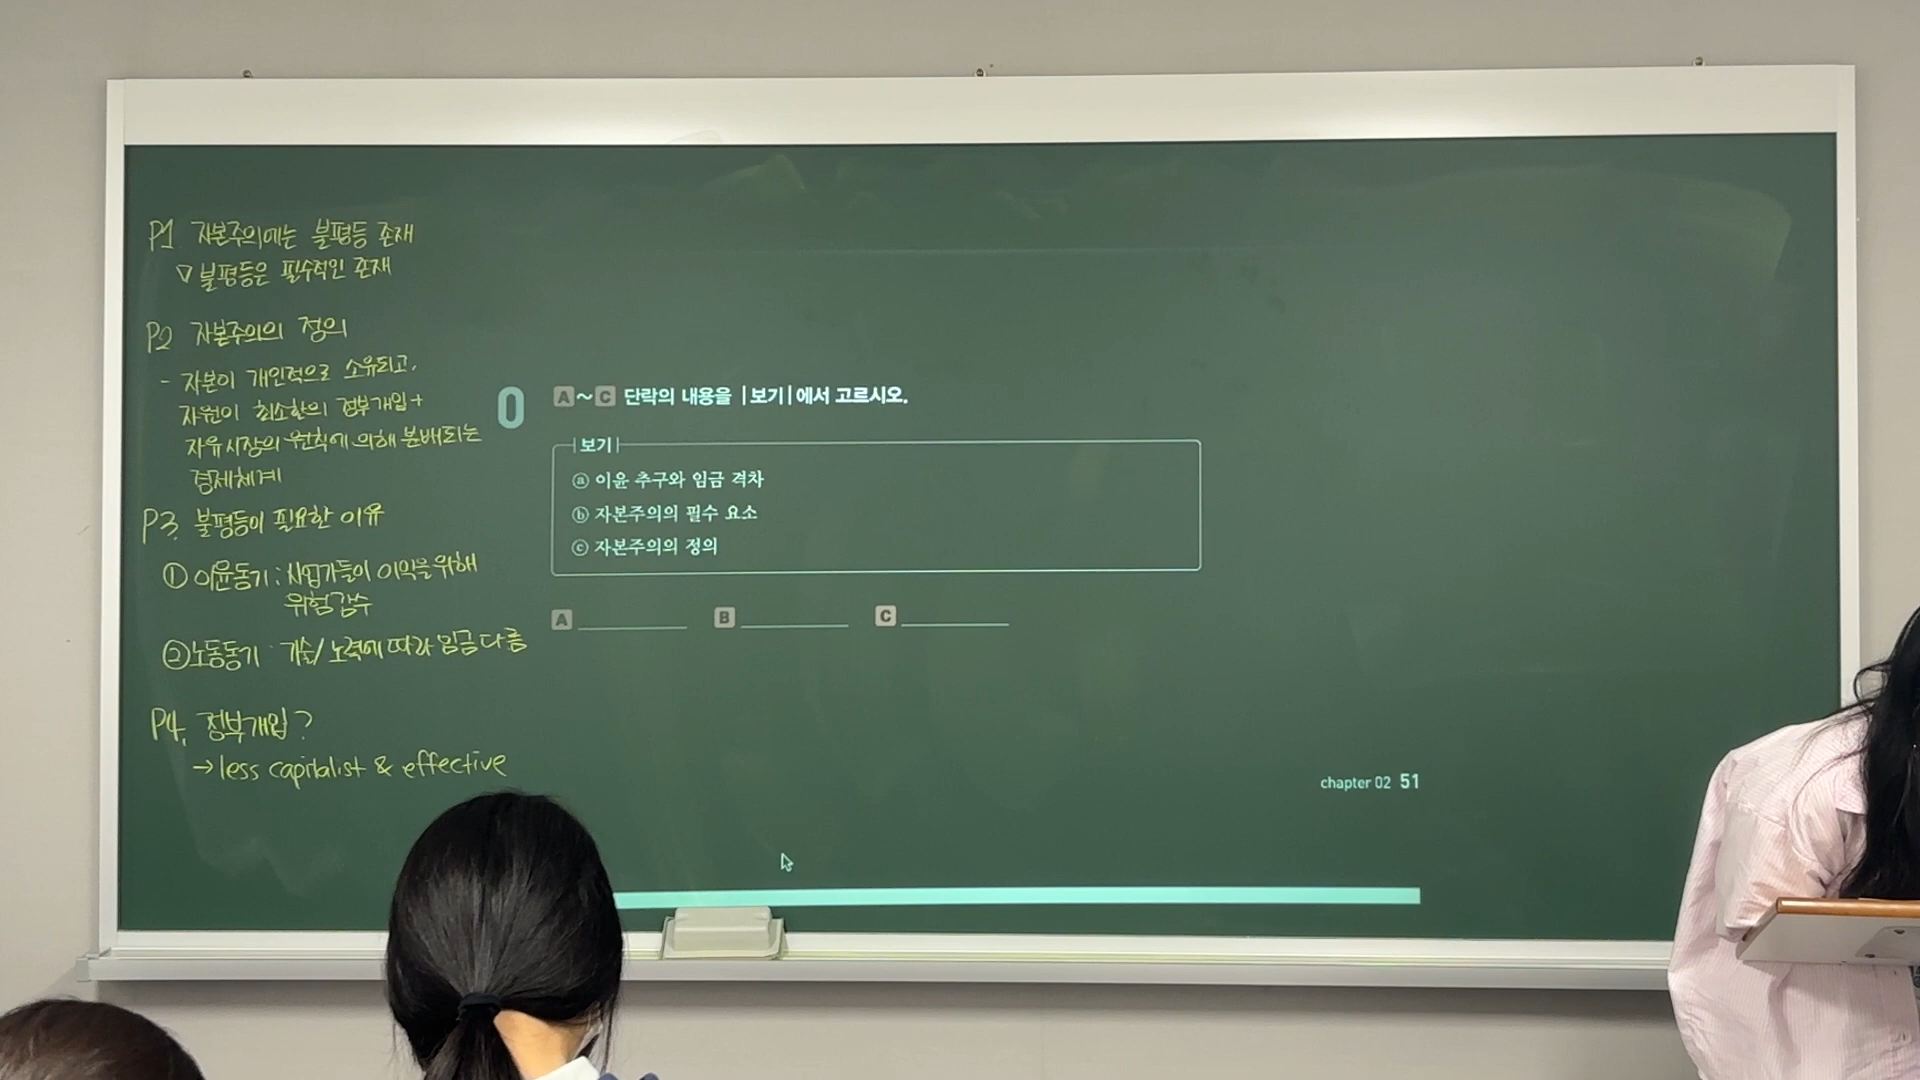 P1 자본주의에는 불평등 존재
▽ 불평등은 필수적인 존재
P2 자본주의의 정의
- 자본이 개인적으로 소유되고,
자원이 최소한의 정부개입+
자유시장의 원칙에 의해 분배되는
경제체계
P3. 불평등이 필요한 이유
① 이윤동기 : 사업가들이 이익을 위해
위험감수
② 노동동기 : 기술/노력에 따라 임금 다름
P4. 정부개입?
→ less capitalist & effective
0 A~C 단락의 내용을 |보기|에서 고르시오.
|보기|
ⓐ 이윤 추구와 임금 격차
ⓑ 자본주의의 필수 요소
ⓒ 자본주의의 정의
A ________ B ________ C ________
chapter 02 51